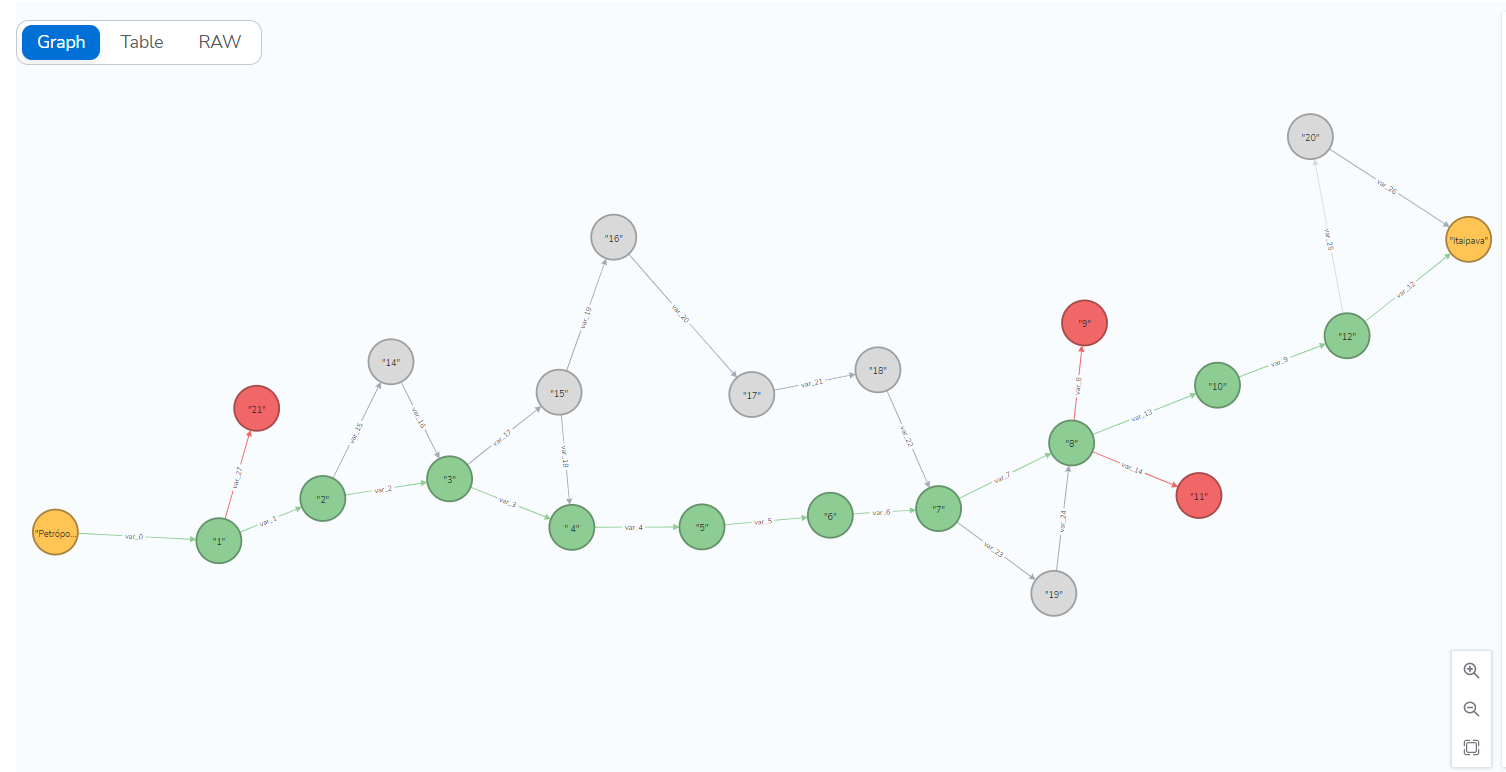 Graph Table RAW
"20"
var_26
"16"
var_25
"Itaipava"
var_19
var_20
"9"
var_12
"12"
"14"
"18"
var_9
"15"
var_21
var_8
"10"
"21"
var_15
var_16
var_17
var_22
var_13
"8"
var_18
var_14
var_27
"3"
var_7
"2"
var_2
var_3
"11"
var_1
"7"
"Petrópo...
var_0
"1"
" 4"
var_4
"5"
var_5
"6"
var_6
var_24
var_23
"19"